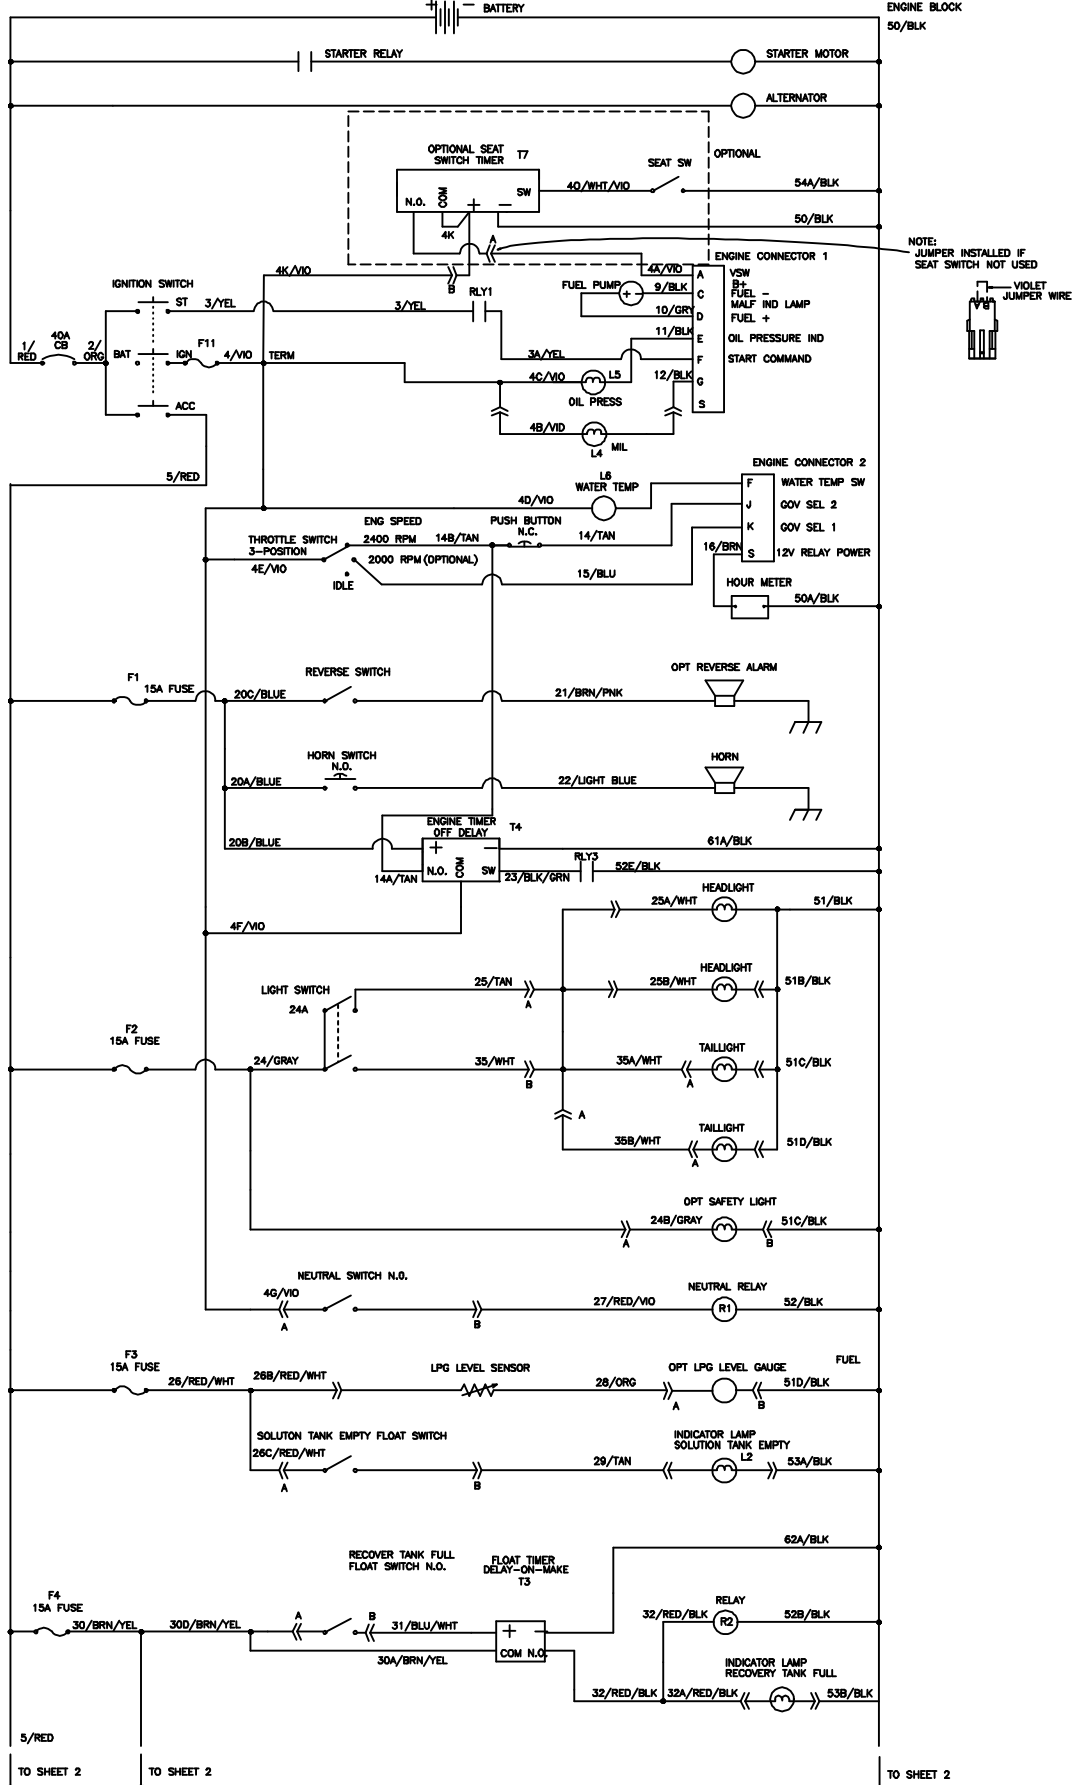 + − BATTERY
ENGINE BLOCK
50/BLK
STARTER RELAY
STARTER MOTOR
ALTERNATOR
OPTIONAL SEAT
SWITCH TIMER
T7
OPTIONAL
SEAT SW
N.O.
COM
+
−
SW
40/WHT/VIO
54A/BLK
4K
50/BLK
A
NOTE:
JUMPER INSTALLED IF
SEAT SWITCH NOT USED
ENGINE CONNECTOR 1
4K/VIO
B
4A/VIO
A
VSW
B+
IGNITION SWITCH
FUEL PUMP
+ −
9/BLK
C
FUEL −
MALF IND LAMP
VIOLET
JUMPER WIRE
B A
ST
3/YEL
3/YEL
RLY1
10/GRY
D
FUEL +
11/BLK
E
OIL PRESSURE IND
1/
RED
40A
CB
2/
ORG
BAT
IGN
F11
4/VIO
TERM
3A/YEL
F
START COMMAND
4C/VIO
L5
12/BLK
G
OIL PRESS
S
ACC
4B/VID
L4
MIL
ENGINE CONNECTOR 2
5/RED
L6
WATER TEMP
F
WATER TEMP SW
4D/VIO
J
GOV SEL 2
ENG SPEED
PUSH BUTTON
N.C.
THROTTLE SWITCH
3-POSITION
2400 RPM
14B/TAN
14/TAN
K
GOV SEL 1
4E/VIO
2000 RPM (OPTIONAL)
16/BRN
S
12V RELAY POWER
IDLE
15/BLU
HOUR METER
50A/BLK
F1
15A FUSE
REVERSE SWITCH
OPT REVERSE ALARM
20C/BLUE
21/BRN/PNK
HORN SWITCH
N.O.
HORN
20A/BLUE
22/LIGHT BLUE
ENGINE TIMER
OFF DELAY
T4
20B/BLUE
+
−
61A/BLK
14A/TAN
N.O.
COM
SW
23/BLK/GRN
RLY3
52E/BLK
HEADLIGHT
25A/WHT
51/BLK
4F/VIO
HEADLIGHT
LIGHT SWITCH
25/TAN
A
25B/WHT
51B/BLK
24A
F2
15A FUSE
TAILLIGHT
24/GRAY
35/WHT
B
35A/WHT
A
51C/BLK
A
TAILLIGHT
35B/WHT
A
51D/BLK
OPT SAFETY LIGHT
24B/GRAY
A
B
51C/BLK
NEUTRAL SWITCH N.O.
NEUTRAL RELAY
4G/VIO
A
B
27/RED/VIO
R1
52/BLK
F3
15A FUSE
FUEL
LPG LEVEL SENSOR
OPT LPG LEVEL GAUGE
26/RED/WHT
26B/RED/WHT
28/ORG
A
B
51D/BLK
SOLUTON TANK EMPTY FLOAT SWITCH
INDICATOR LAMP
SOLUTION TANK EMPTY
26C/RED/WHT
A
B
29/TAN
L2
53A/BLK
62A/BLK
RECOVER TANK FULL
FLOAT SWITCH N.O.
FLOAT TIMER
DELAY-ON-MAKE
T3
F4
15A FUSE
RELAY
30/BRN/YEL
30D/BRN/YEL
A
B
31/BLU/WHT
+
−
32/RED/BLK
R2
52B/BLK
COM N.O.
30A/BRN/YEL
INDICATOR LAMP
RECOVERY TANK FULL
32/RED/BLK
32A/RED/BLK
53B/BLK
5/RED
TO SHEET 2
TO SHEET 2
TO SHEET 2